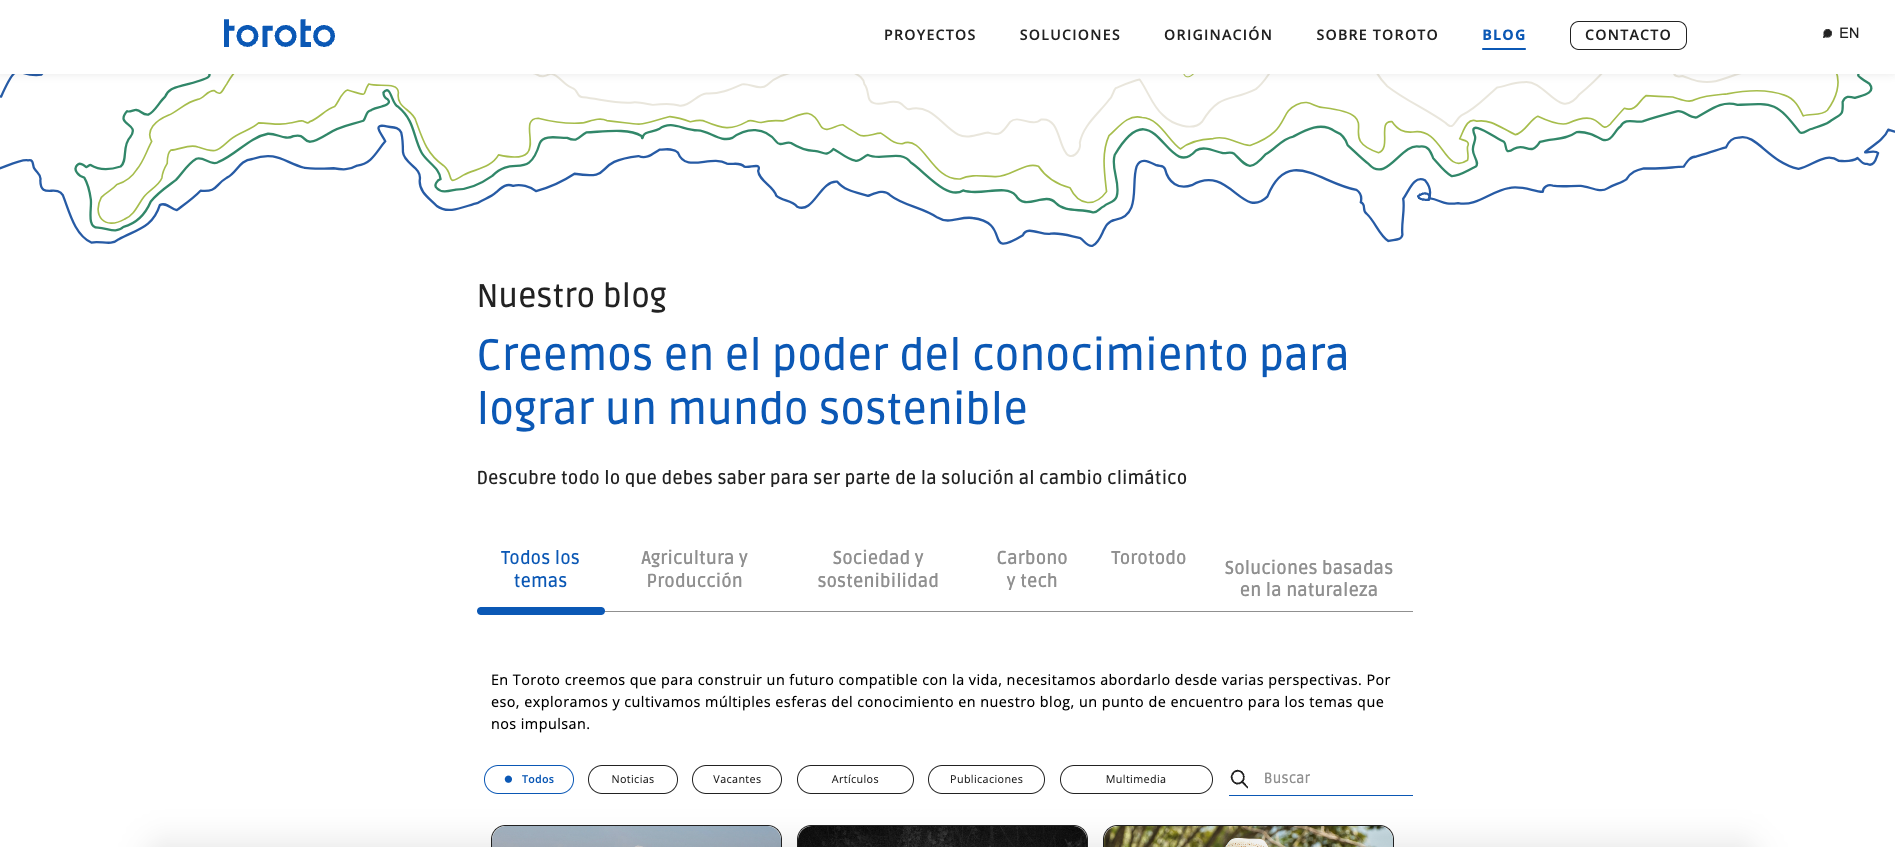 toroto
PROYECTOS
SOLUCIONES
ORIGINACIÓN
SOBRE TOROTO
BLOG
CONTACTO
EN
Nuestro blog
Creemos en el poder del conocimiento para
lograr un mundo sostenible
Descubre todo lo que debes saber para ser parte de la solución al cambio climático
Todos los
temas
Agricultura y
Producción
Sociedad y
sostenibilidad
Carbono
y tech
Torotodo
Soluciones basadas
en la naturaleza
En Toroto creemos que para construir un futuro compatible con la vida, necesitamos abordarlo desde varias perspectivas. Por
eso, exploramos y cultivamos múltiples esferas del conocimiento en nuestro blog, un punto de encuentro para los temas que
nos impulsan.
Todos
Noticias
Vacantes
Artículos
Publicaciones
Multimedia
Buscar